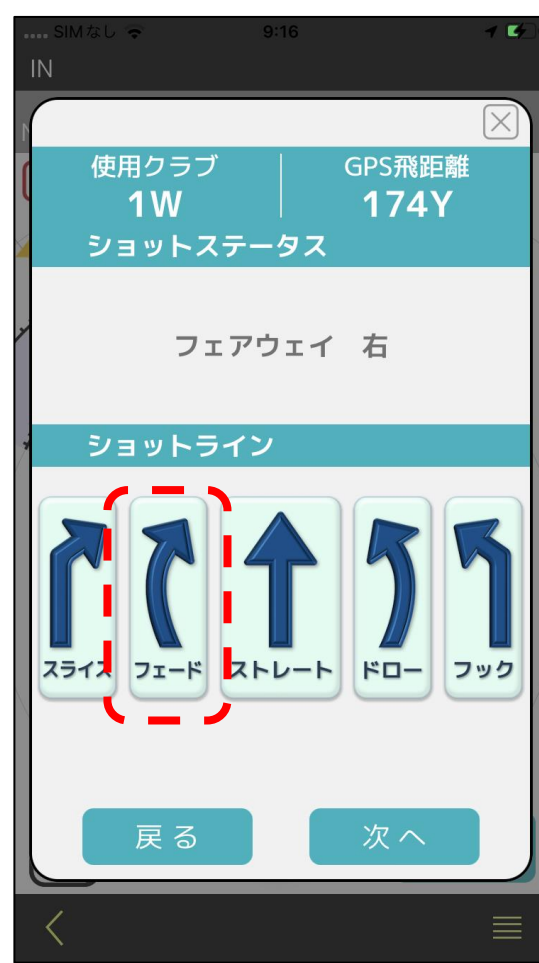 SIMなし 9:16
IN
使用クラブ GPS飛距離
1W 174Y
ショットステータス
フェアウェイ 右
ショットライン
スライス フェード ストレート ドロー フック
戻る 次へ